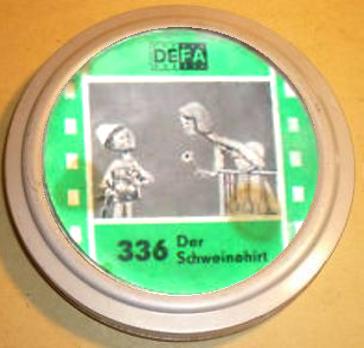 DEFA
336 Der
Schweinehirt